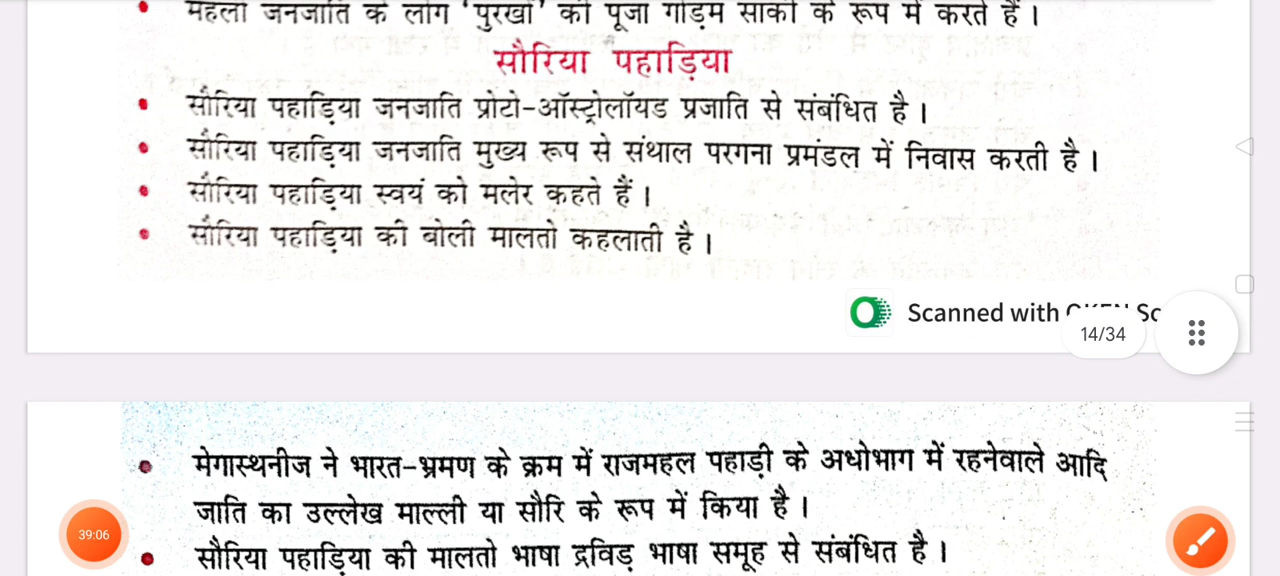 महली जनजाति के लोग 'पुरखों' की पूजा गोड़म साकी के रूप में करते हैं।
सौरिया पहाड़िया
• सौरिया पहाड़िया जनजाति प्रोटो-ऑस्ट्रोलॉयड प्रजाति से संबंधित है।
• सौरिया पहाड़िया जनजाति मुख्य रूप से संथाल परगना प्रमंडल में निवास करती है।
• सौरिया पहाड़िया स्वयं को मलेर कहते हैं।
• सौरिया पहाड़िया की बोली मालतो कहलाती है।
Scanned with
14/34
• मेगास्थनीज ने भारत-भ्रमण के क्रम में राजमहल पहाड़ी के अधोभाग में रहनेवाले आदि
जाति का उल्लेख माल्ली या सौरि के रूप में किया है।
39:06
• सौरिया पहाड़िया की मालतो भाषा द्रविड़ भाषा समूह से संबंधित है।